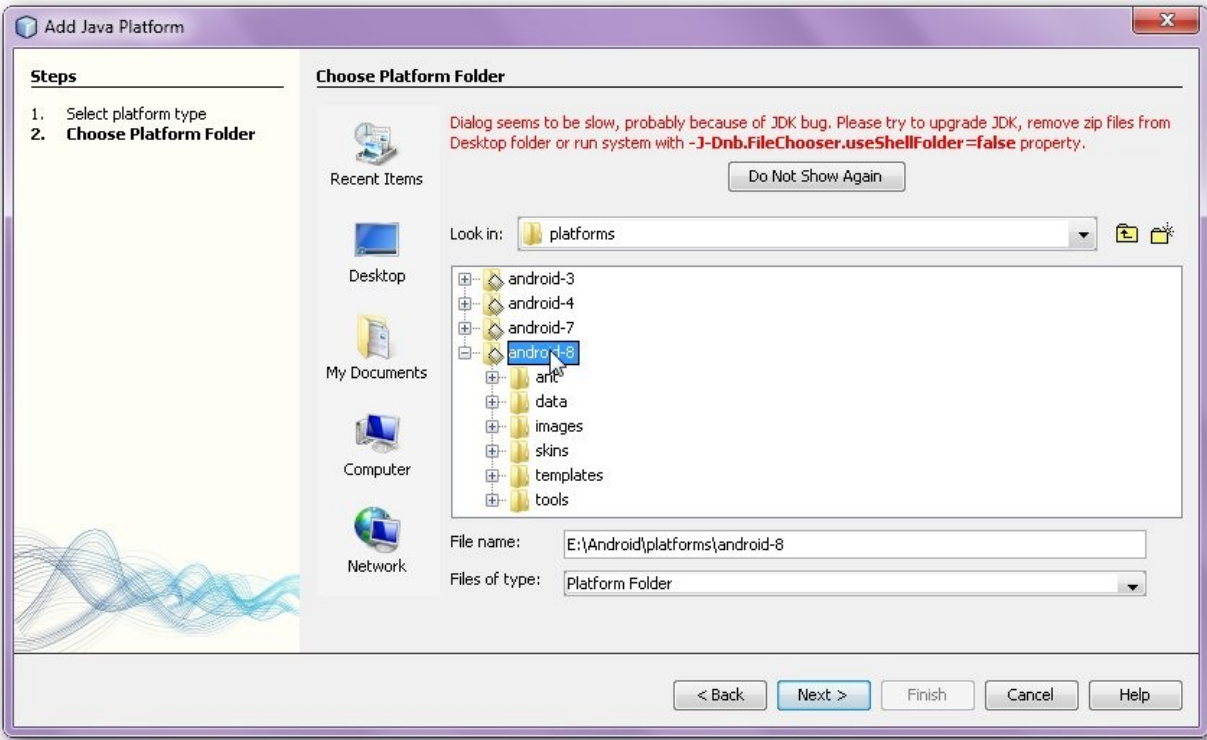 Add Java Platform
Steps
1. Select platform type
2. Choose Platform Folder
Choose Platform Folder
Recent Items
Desktop
My Documents
Computer
Network
Dialog seems to be slow, probably because of JDK bug. Please try to upgrade JDK, remove zip files from
Desktop folder or run system with -J-Dnb.FileChooser.useShellFolder=false property.
Do Not Show Again
Look in: platforms
android-3
android-4
android-7
android-8
ant
data
images
skins
templates
tools
File name: E:\Android\platforms\android-8
Files of type: Platform Folder
< Back Next > Finish Cancel Help